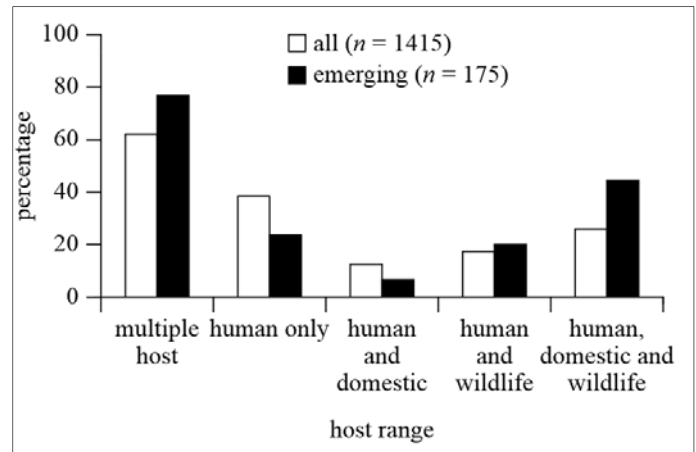 100
80
60
40
20
0
percentage
all (n = 1415)
emerging (n = 175)
multiple
host
human only
human
and
domestic
human
and
wildlife
human,
domestic and
wildlife
host range